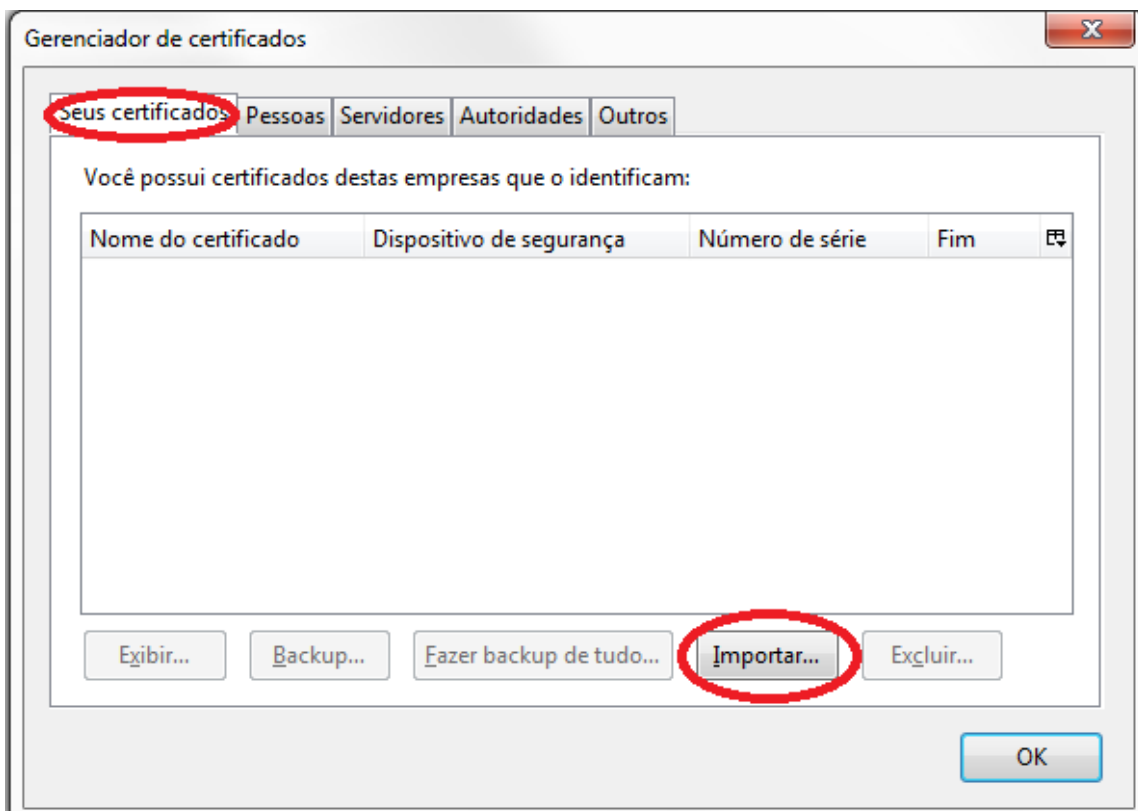 Gerenciador de certificados
Seus certificados Pessoas Servidores Autoridades Outros
Você possui certificados destas empresas que o identificam:
Nome do certificado Dispositivo de segurança Número de série Fim
Exibir... Backup... Fazer backup de tudo... Importar... Excluir...
OK